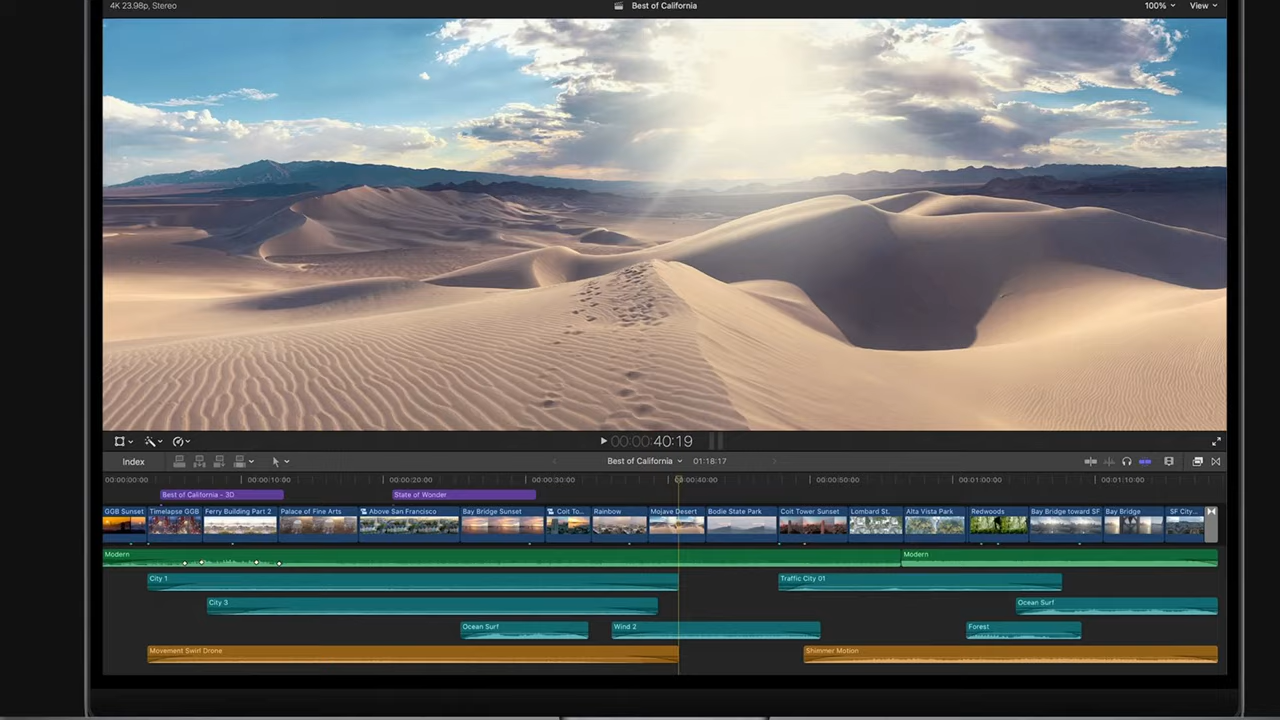 4K 23.98p, Stereo
Best of California
100%
View
00:00:00:40:19
Index
Best of California
01:18:17
00:00:00:00
00:00:10:00
00:00:20:00
00:00:30:00
00:00:40:00
00:00:50:00
00:01:00:00
00:01:10:00
Best of California - 3D
State of Wonder
GGB Sunset
Timelapse GGB
Ferry Building Part 2
Palace of Fine Arts
Above San Francisco
Bay Bridge Sunset
Coit To...
Rainbow
Mojave Desert
Bodie State Park
Coit Tower Sunset
Lombard St.
Alta Vista Park
Redwoods
Bay Bridge toward SF
Bay Bridge
SF City...
Modern
Modern
City 1
Traffic City 01
City 3
Ocean Surf
Ocean Surf
Wind 2
Forest
Movement Swirl Drone
Shimmer Motion